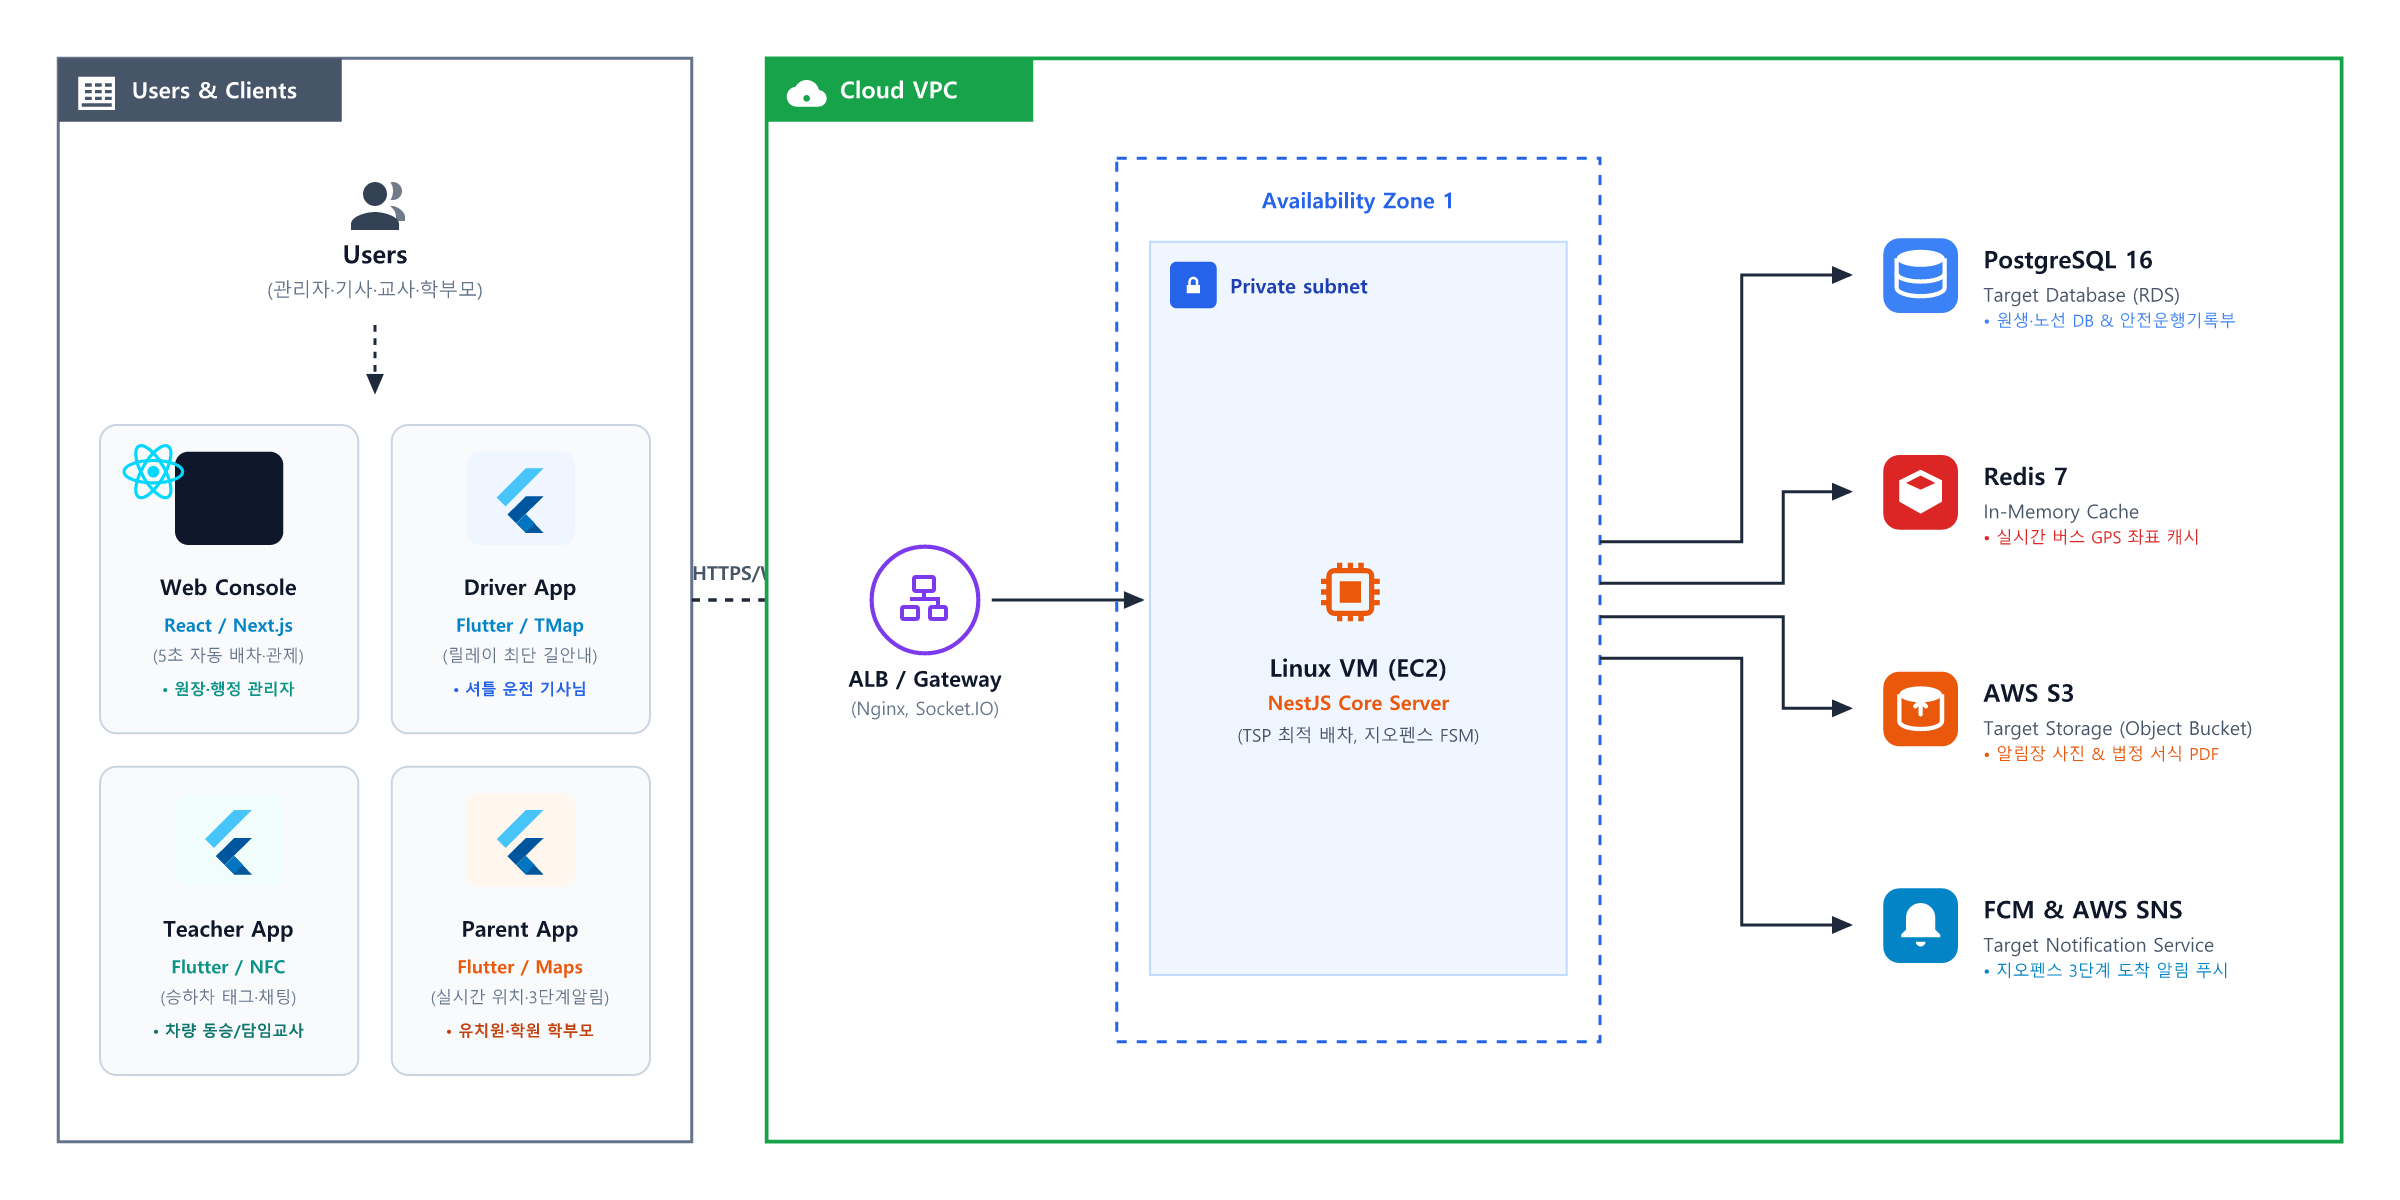 Users & Clients
Users
(관리자·기사·교사·학부모)
Web Console
React / Next.js
(5초 자동 배차·관제)
• 원장·행정 관리자
Driver App
Flutter / TMap
(릴레이 최단 길안내)
• 셔틀 운전 기사님
Teacher App
Flutter / NFC
(승하차 태그·채팅)
• 차량 동승/담임교사
Parent App
Flutter / Maps
(실시간 위치·3단계알림)
• 유치원·학원 학부모
HTTPS/
Cloud VPC
ALB / Gateway
(Nginx, Socket.IO)
Availability Zone 1
Private subnet
Linux VM (EC2)
NestJS Core Server
(TSP 최적 배차, 지오펜스 FSM)
PostgreSQL 16
Target Database (RDS)
• 원생·노선 DB & 안전운행기록부
Redis 7
In-Memory Cache
• 실시간 버스 GPS 좌표 캐시
AWS S3
Target Storage (Object Bucket)
• 알림장 사진 & 법정 서식 PDF
FCM & AWS SNS
Target Notification Service
• 지오펜스 3단계 도착 알림 푸시